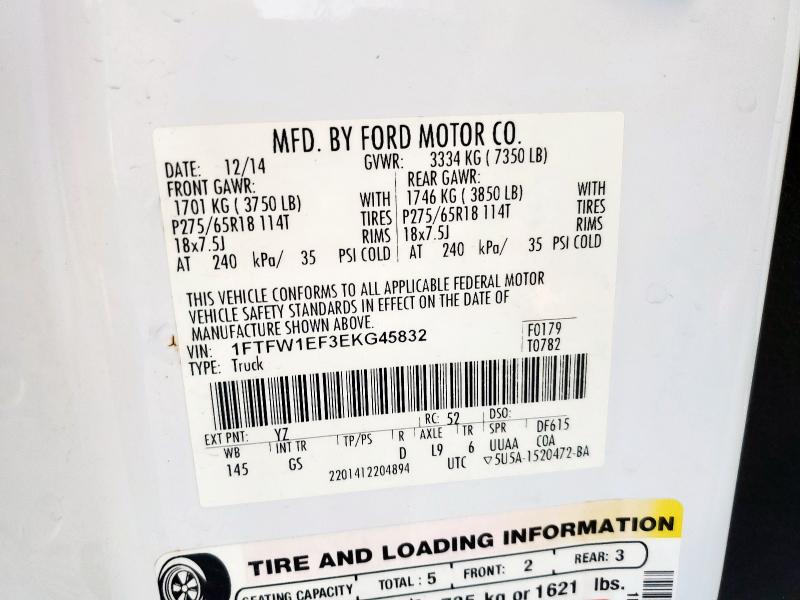 MFD. BY FORD MOTOR CO.
DATE: 12/14 GVWR: 3334 KG ( 7350 LB)
FRONT GAWR: REAR GAWR:
1701 KG ( 3750 LB) WITH 1746 KG ( 3850 LB) WITH
P275/65R18 114T TIRES P275/65R18 114T TIRES
18x7.5J RIMS 18x7.5J RIMS
AT 240 kPa/ 35 PSI COLD AT 240 kPa/ 35 PSI COLD
THIS VEHICLE CONFORMS TO ALL APPLICABLE FEDERAL MOTOR
VEHICLE SAFETY STANDARDS IN EFFECT ON THE DATE OF
MANUFACTURE SHOWN ABOVE.
VIN: 1FTFW1EF3EKG45832 F0179
TYPE: Truck T0782
EXT PNT: YZ RC: 52 DSO:
WB INT TR TP/PS R AXLE TR SPR DF615
145 GS D L9 6 UUAA COA
2201412204894 UTC ▽5U5A-1520472-BA
TIRE AND LOADING INFORMATION
SEATING CAPACITY TOTAL : 5 FRONT: 2 REAR: 3
kg or 1621 lbs.